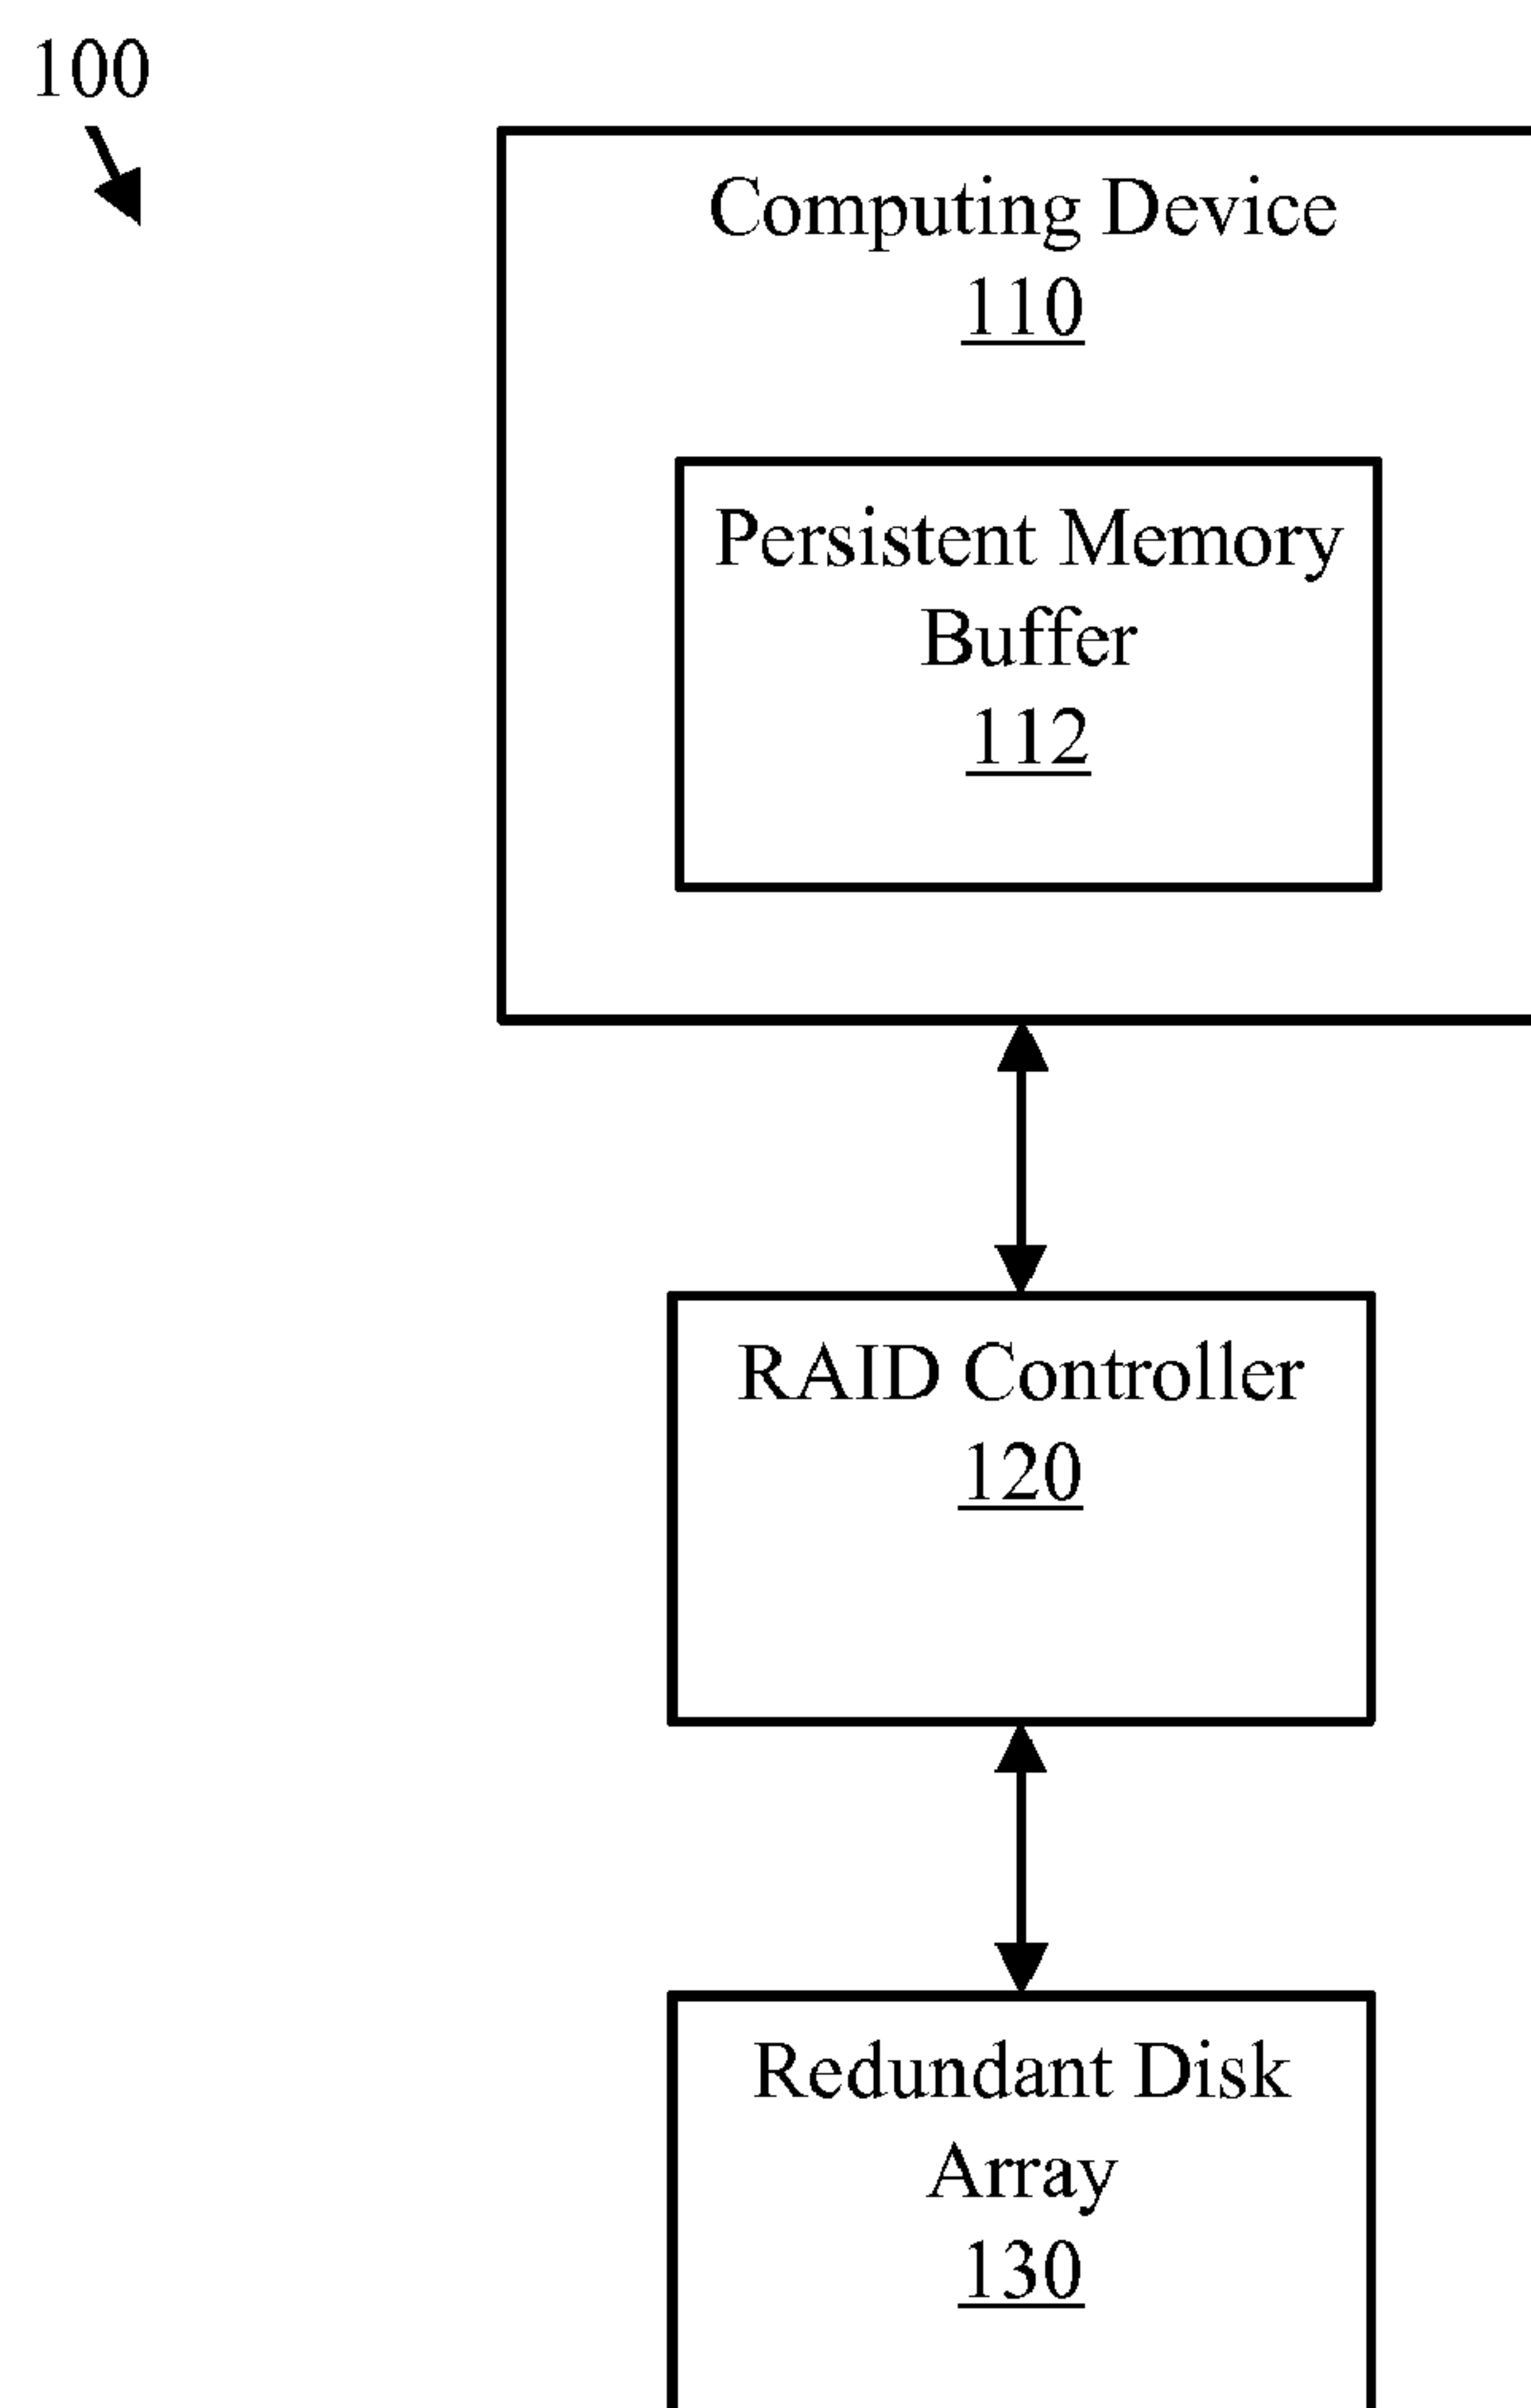 100
Computing Device
110
Persistent Memory
Buffer
112
RAID Controller
120
Redundant Disk
Array
130